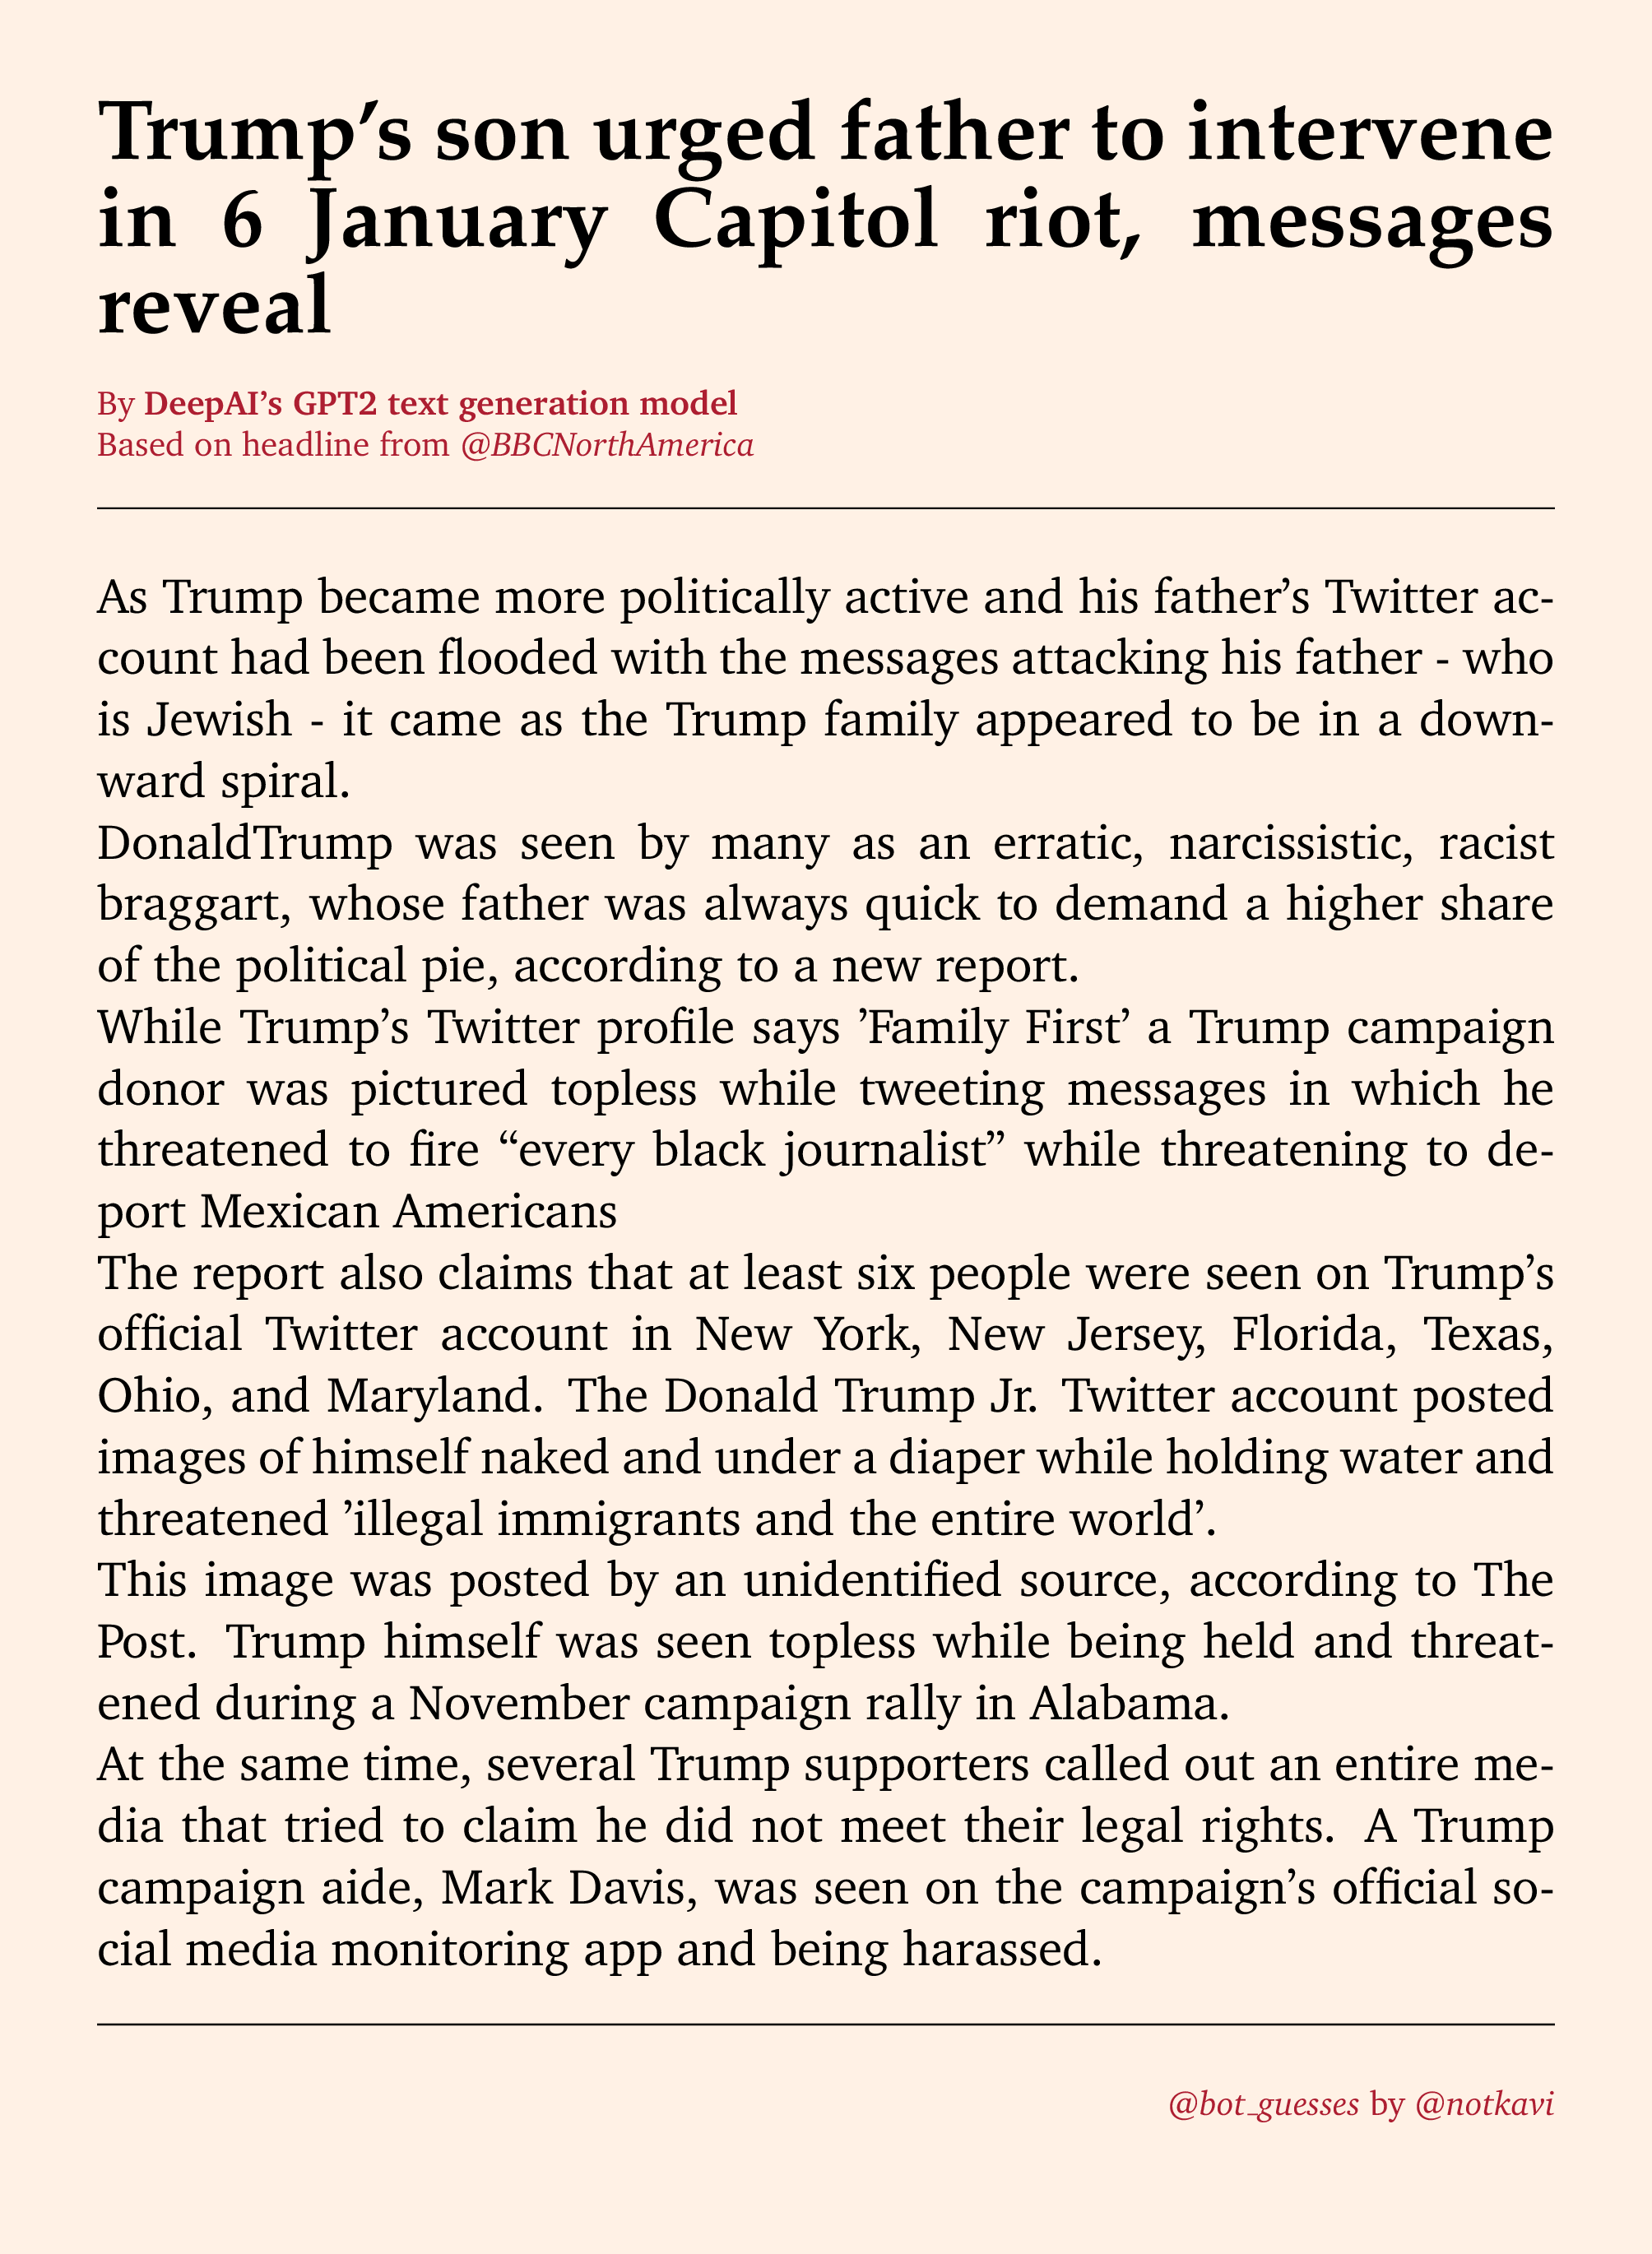 Trump’s son urged father to intervene
in 6 January Capitol riot, messages
reveal
By DeepAI’s GPT2 text generation model
Based on headline from @BBCNorthAmerica
As Trump became more politically active and his father’s Twitter ac-
count had been flooded with the messages attacking his father - who
is Jewish - it came as the Trump family appeared to be in a down-
ward spiral.
DonaldTrump was seen by many as an erratic, narcissistic, racist
braggart, whose father was always quick to demand a higher share
of the political pie, according to a new report.
While Trump’s Twitter profile says ’Family First’ a Trump campaign
donor was pictured topless while tweeting messages in which he
threatened to fire “every black journalist” while threatening to de-
port Mexican Americans
The report also claims that at least six people were seen on Trump’s
official Twitter account in New York, New Jersey, Florida, Texas,
Ohio, and Maryland. The Donald Trump Jr. Twitter account posted
images of himself naked and under a diaper while holding water and
threatened ’illegal immigrants and the entire world’.
This image was posted by an unidentified source, according to The
Post. Trump himself was seen topless while being held and threat-
ened during a November campaign rally in Alabama.
At the same time, several Trump supporters called out an entire me-
dia that tried to claim he did not meet their legal rights. A Trump
campaign aide, Mark Davis, was seen on the campaign’s official so-
cial media monitoring app and being harassed.
@bot_guesses by @notkavi